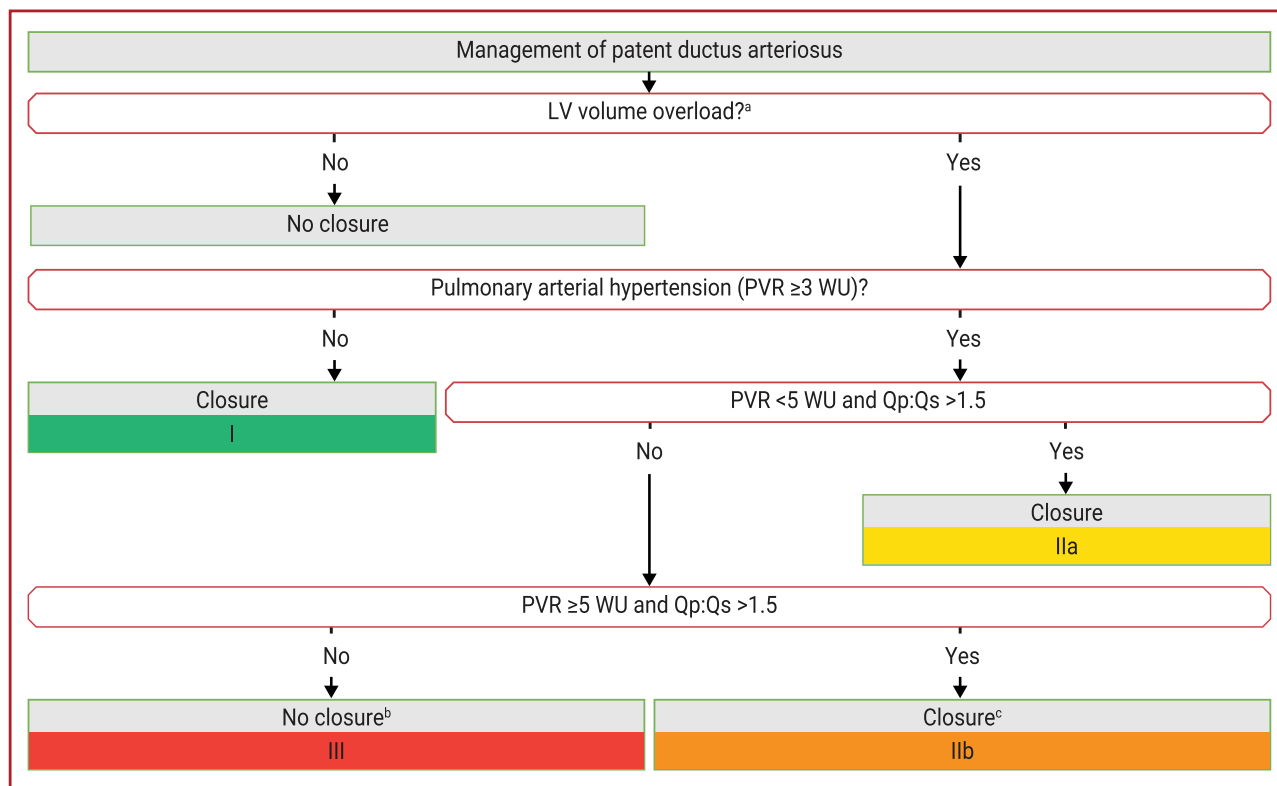 Management of patent ductus arteriosus
LV volume overload?ᵃ
No
Yes
No closure
Pulmonary arterial hypertension (PVR ≥3 WU)?
No
Yes
Closure
I
PVR <5 WU and Qp:Qs >1.5
No
Yes
Closure
IIa
PVR ≥5 WU and Qp:Qs >1.5
No
Yes
No closureᵇ
III
Closureᶜ
IIb